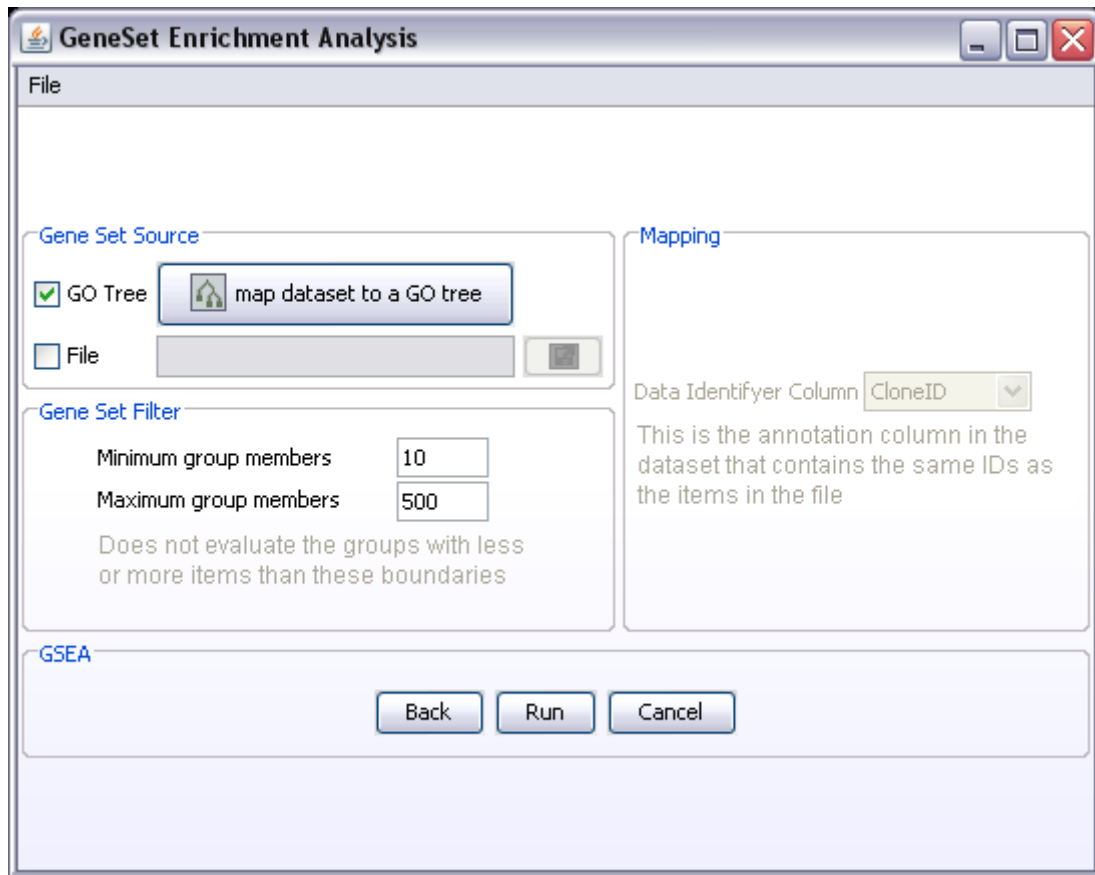 GeneSet Enrichment Analysis
File
Gene Set Source
GO Tree map dataset to a GO tree
File
Gene Set Filter
Minimum group members 10
Maximum group members 500
Does not evaluate the groups with less
or more items than these boundaries
Mapping
Data Identifyer Column CloneID
This is the annotation column in the
dataset that contains the same IDs as
the items in the file
GSEA
Back Run Cancel